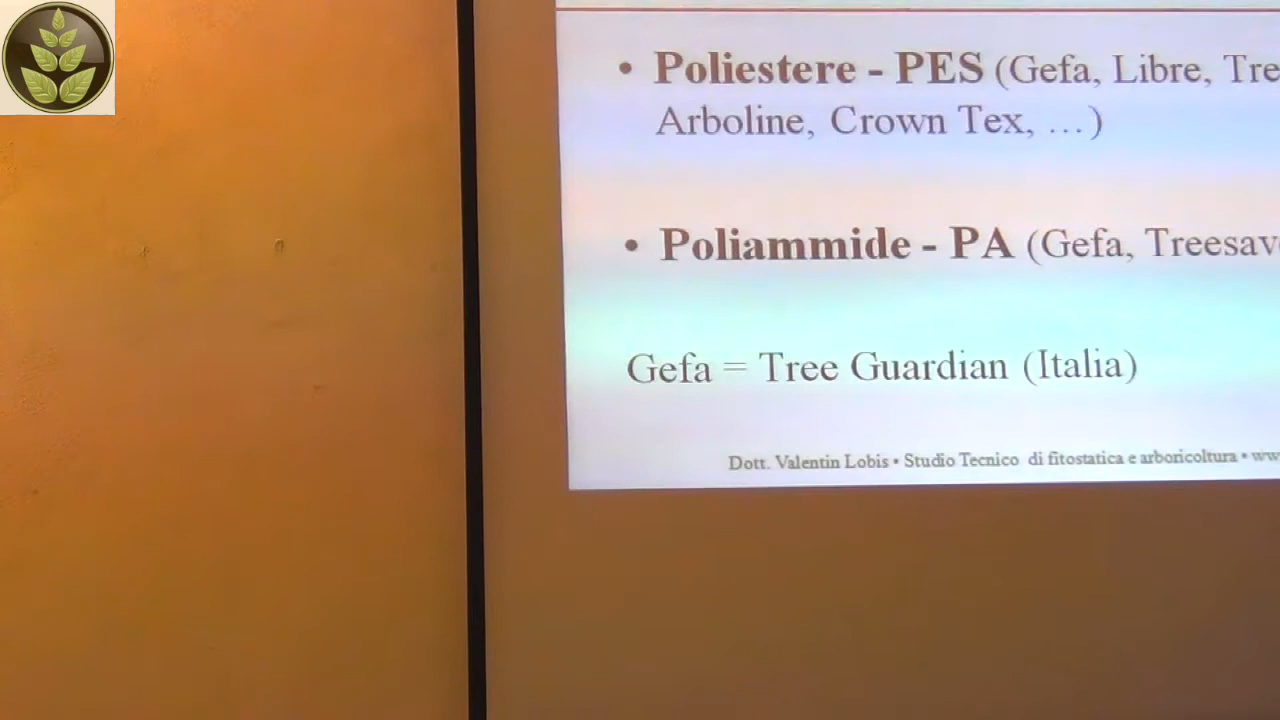 • Poliestere - PES (Gefa, Libre,
Arboline, Crown Tex, …)
• Poliammide - PA (Gefa,
Gefa = Tree Guardian (Italia)
Dott. Valentin Lobis • Studio Tecnico di fitostatica e arboricoltura •